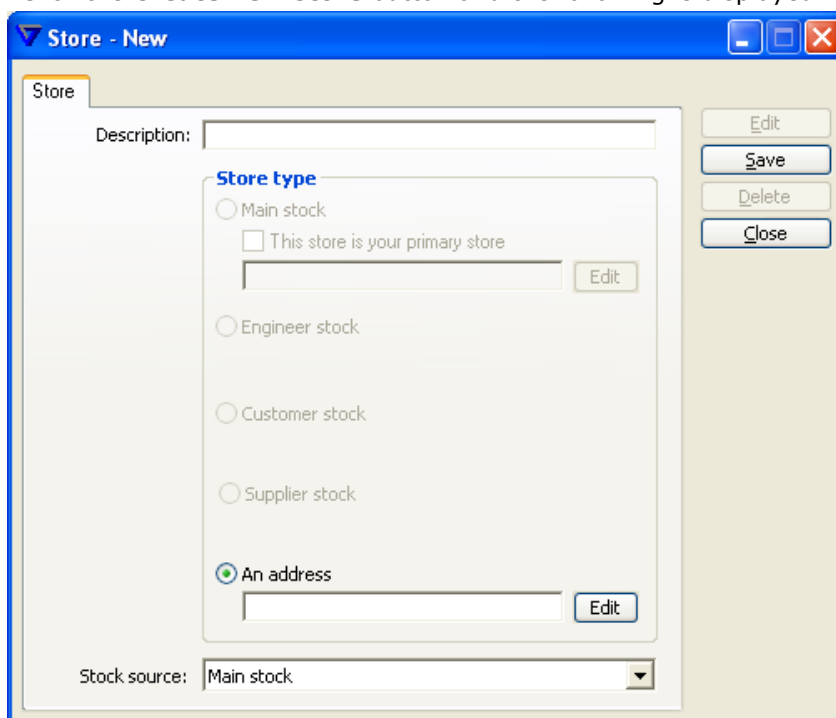 Store - New
Store
Description:
Edit
Save
Store type
Delete
Main stock
Close
This store is your primary store
Edit
Engineer stock
Customer stock
Supplier stock
An address
Edit
Stock source: Main stock